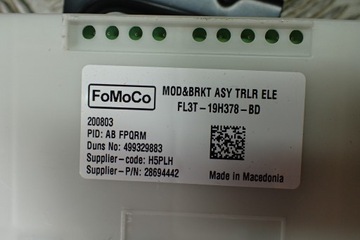 FoMoCo
MOD&BRKT ASY TRLR ELE
FL3T-19H378-BD
200803
PID: AB FPQRM
Duns No: 499329883
Supplier-code: H5PLH
Supplier-P/N: 28694442
Made in Macedonia